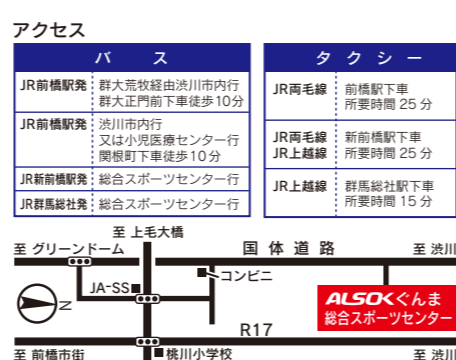 アクセス
バス
JR前橋駅発 群大荒牧経由渋川市内行
群大正門前下車徒歩10分
JR前橋駅発 渋川市内行
又は小児医療センター行
関根町下車徒歩10分
JR新前橋駅発 総合スポーツセンター行
JR群馬総社発 総合スポーツセンター行
タクシー
JR両毛線 前橋駅下車
所要時間 25分
JR両毛線 新前橋駅下車
JR上越線 所要時間 25分
JR上越線 群馬総社駅下車
所要時間 15分
至 上毛大橋
至 グリーンドーム 国体道路 至 渋川
コンビニ
JA-SS
N
ALSOKぐんま
総合スポーツセンター
R17
至 前橋市街 桃川小学校 至 渋川